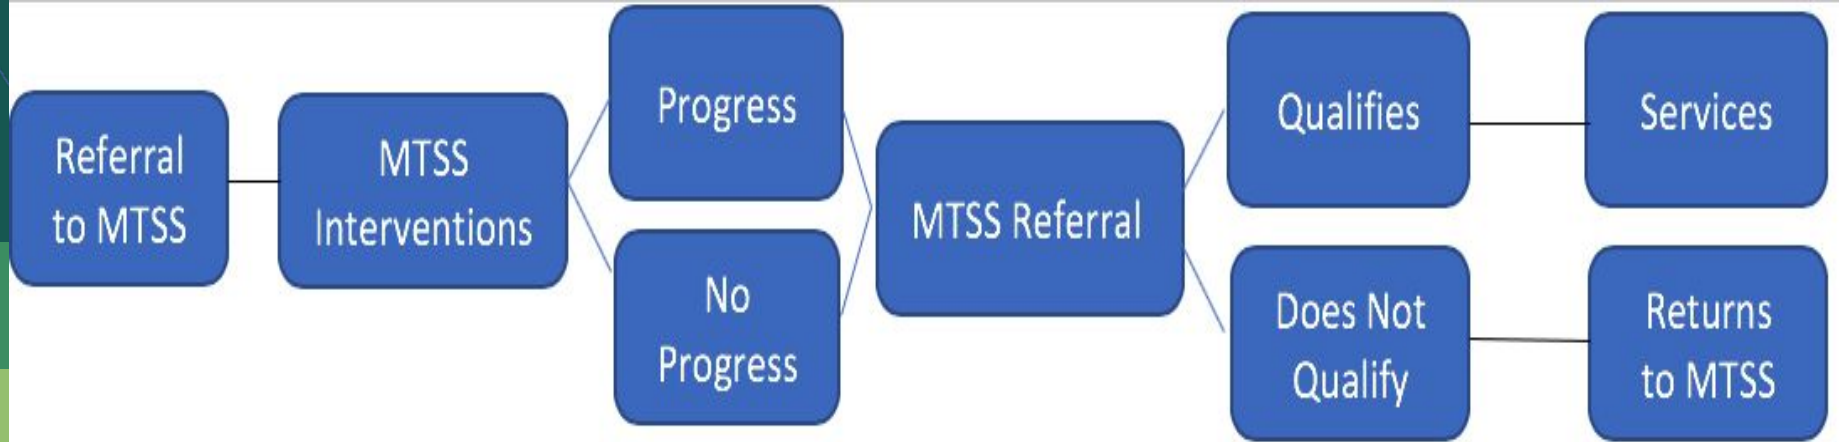 Referral
to MTSS
MTSS
Interventions
Progress
No
Progress
MTSS Referral
Qualifies
Services
Does Not
Qualify
Returns
to MTSS